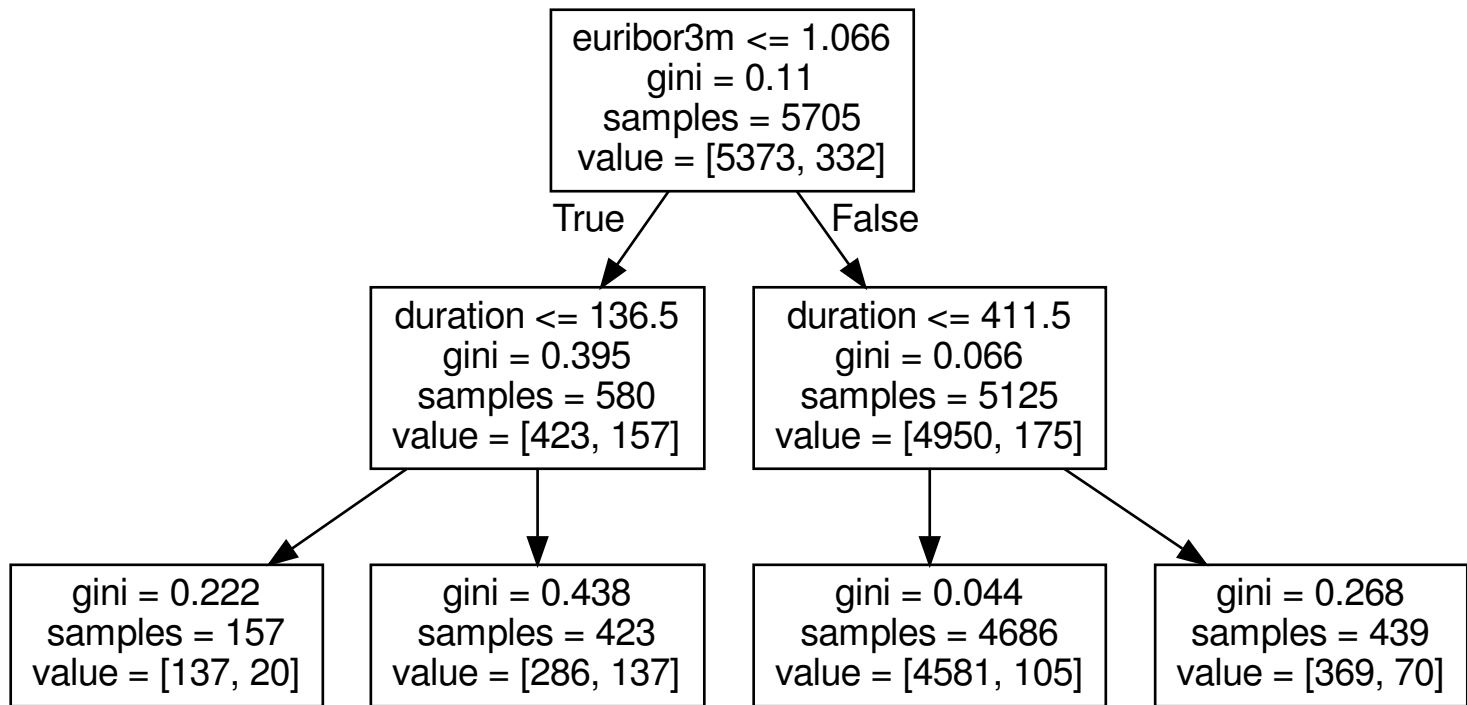 euribor3m <= 1.066
gini = 0.11
samples = 5705
value = [5373, 332]
True
False
duration <= 136.5
gini = 0.395
samples = 580
value = [423, 157]
duration <= 411.5
gini = 0.066
samples = 5125
value = [4950, 175]
gini = 0.222
samples = 157
value = [137, 20]
gini = 0.438
samples = 423
value = [286, 137]
gini = 0.044
samples = 4686
value = [4581, 105]
gini = 0.268
samples = 439
value = [369, 70]